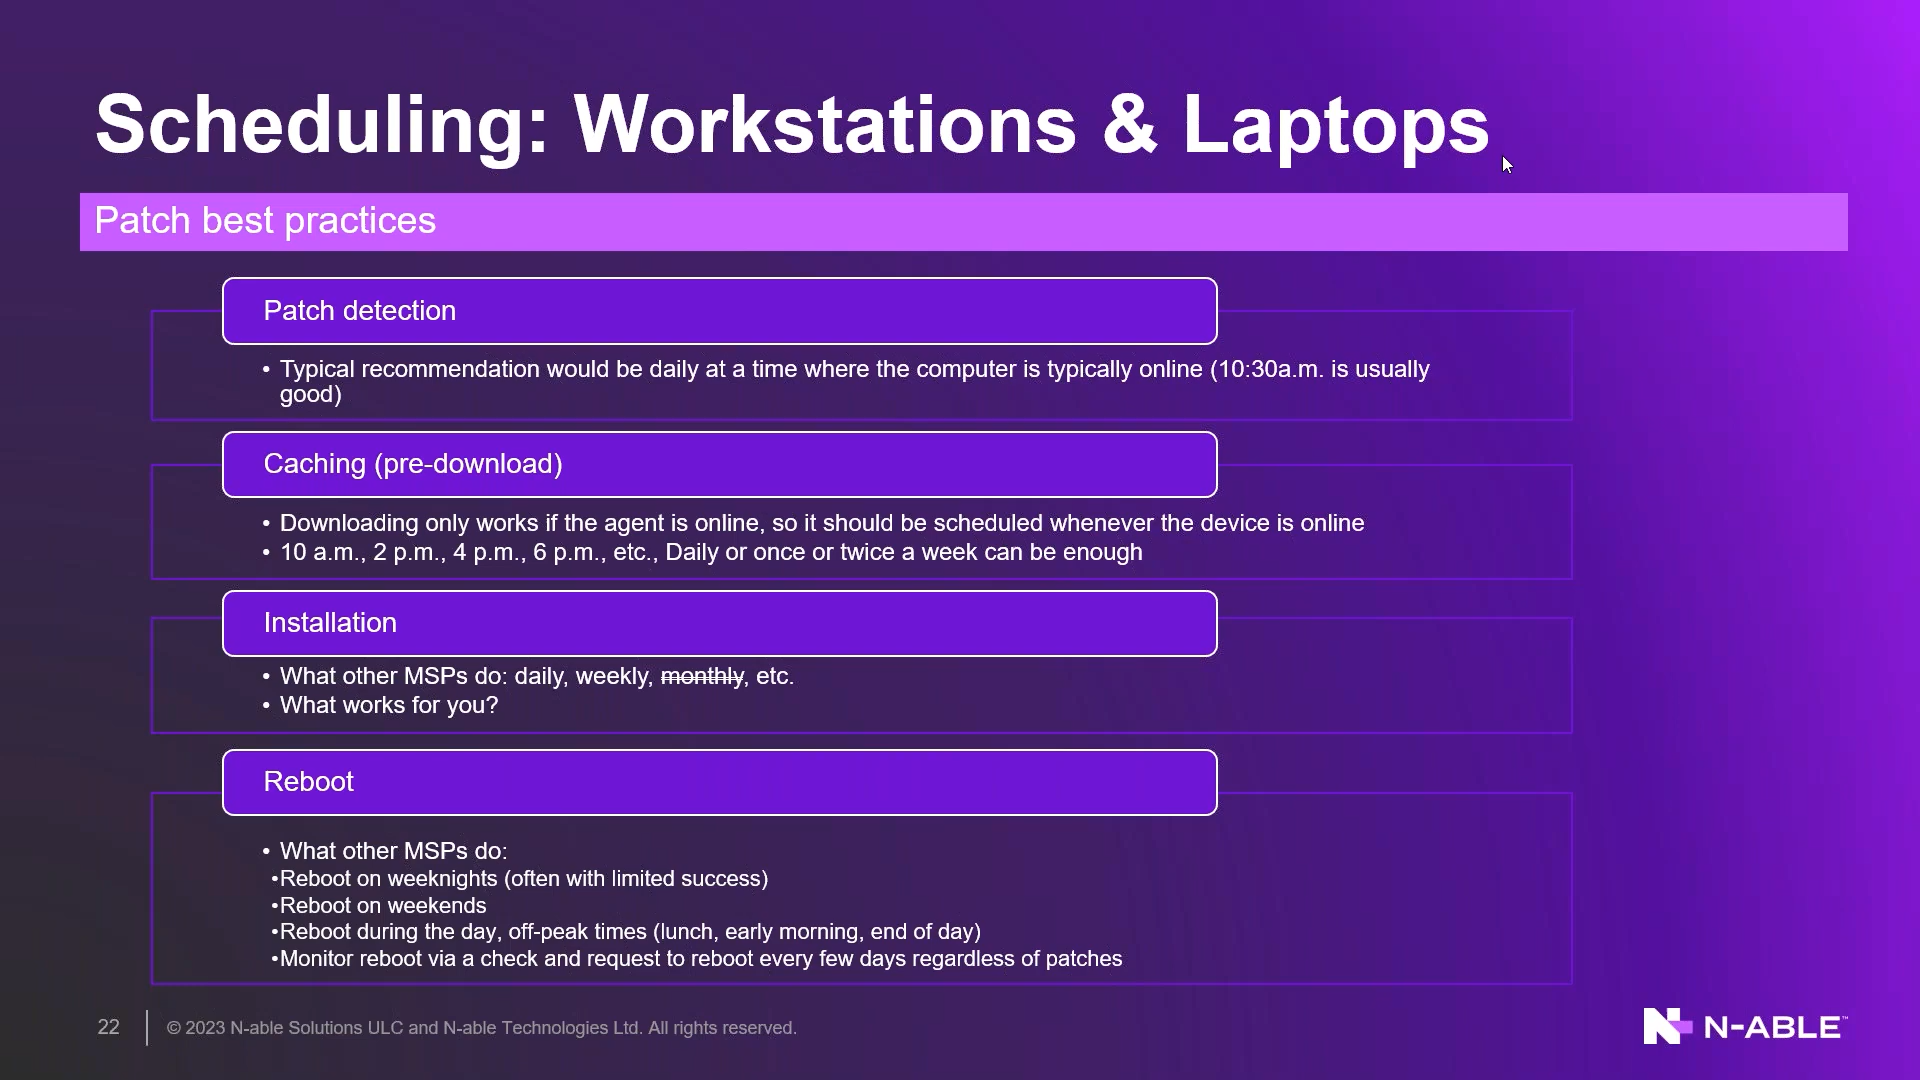 Scheduling: Workstations & Laptops
Patch best practices
Patch detection
• Typical recommendation would be daily at a time where the computer is typically online (10:30a.m. is usually
good)
Caching (pre-download)
• Downloading only works if the agent is online, so it should be scheduled whenever the device is online
• 10 a.m., 2 p.m., 4 p.m., 6 p.m., etc., Daily or once or twice a week can be enough
Installation
• What other MSPs do: daily, weekly, monthly, etc.
• What works for you?
Reboot
• What other MSPs do:
•Reboot on weeknights (often with limited success)
•Reboot on weekends
•Reboot during the day, off-peak times (lunch, early morning, end of day)
•Monitor reboot via a check and request to reboot every few days regardless of patches
22
© 2023 N-able Solutions ULC and N-able Technologies Ltd. All rights reserved.
N-ABLE™